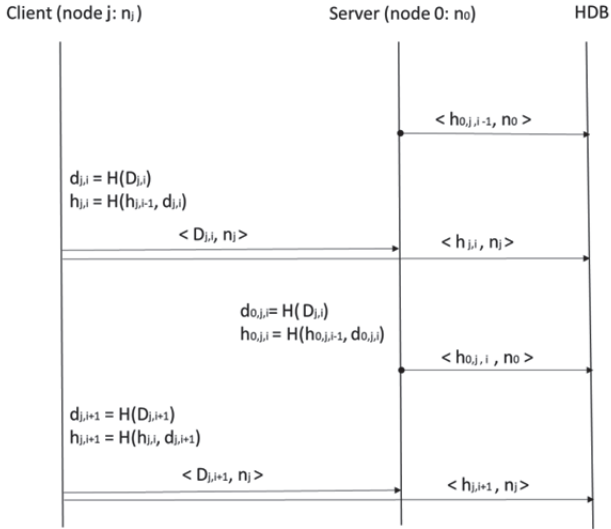 Client (node j: nj) Server (node 0: n0) HDB
< h0,j,i-1, n0 >
dj,i = H(Dj,i)
hj,i = H(hj,i-1, dj,i)
< Dj,i, nj> < hj,i, nj>
d0,j,i= H( Dj,i)
h0,j,i = H(h0,j,i-1, d0,j,i)
< h0,j,i , n0 >
dj,i+1 = H(Dj,i+1)
hj,i+1 = H(hj,i, dj,i+1)
< Dj,i+1, nj > < hj,i+1 , nj>